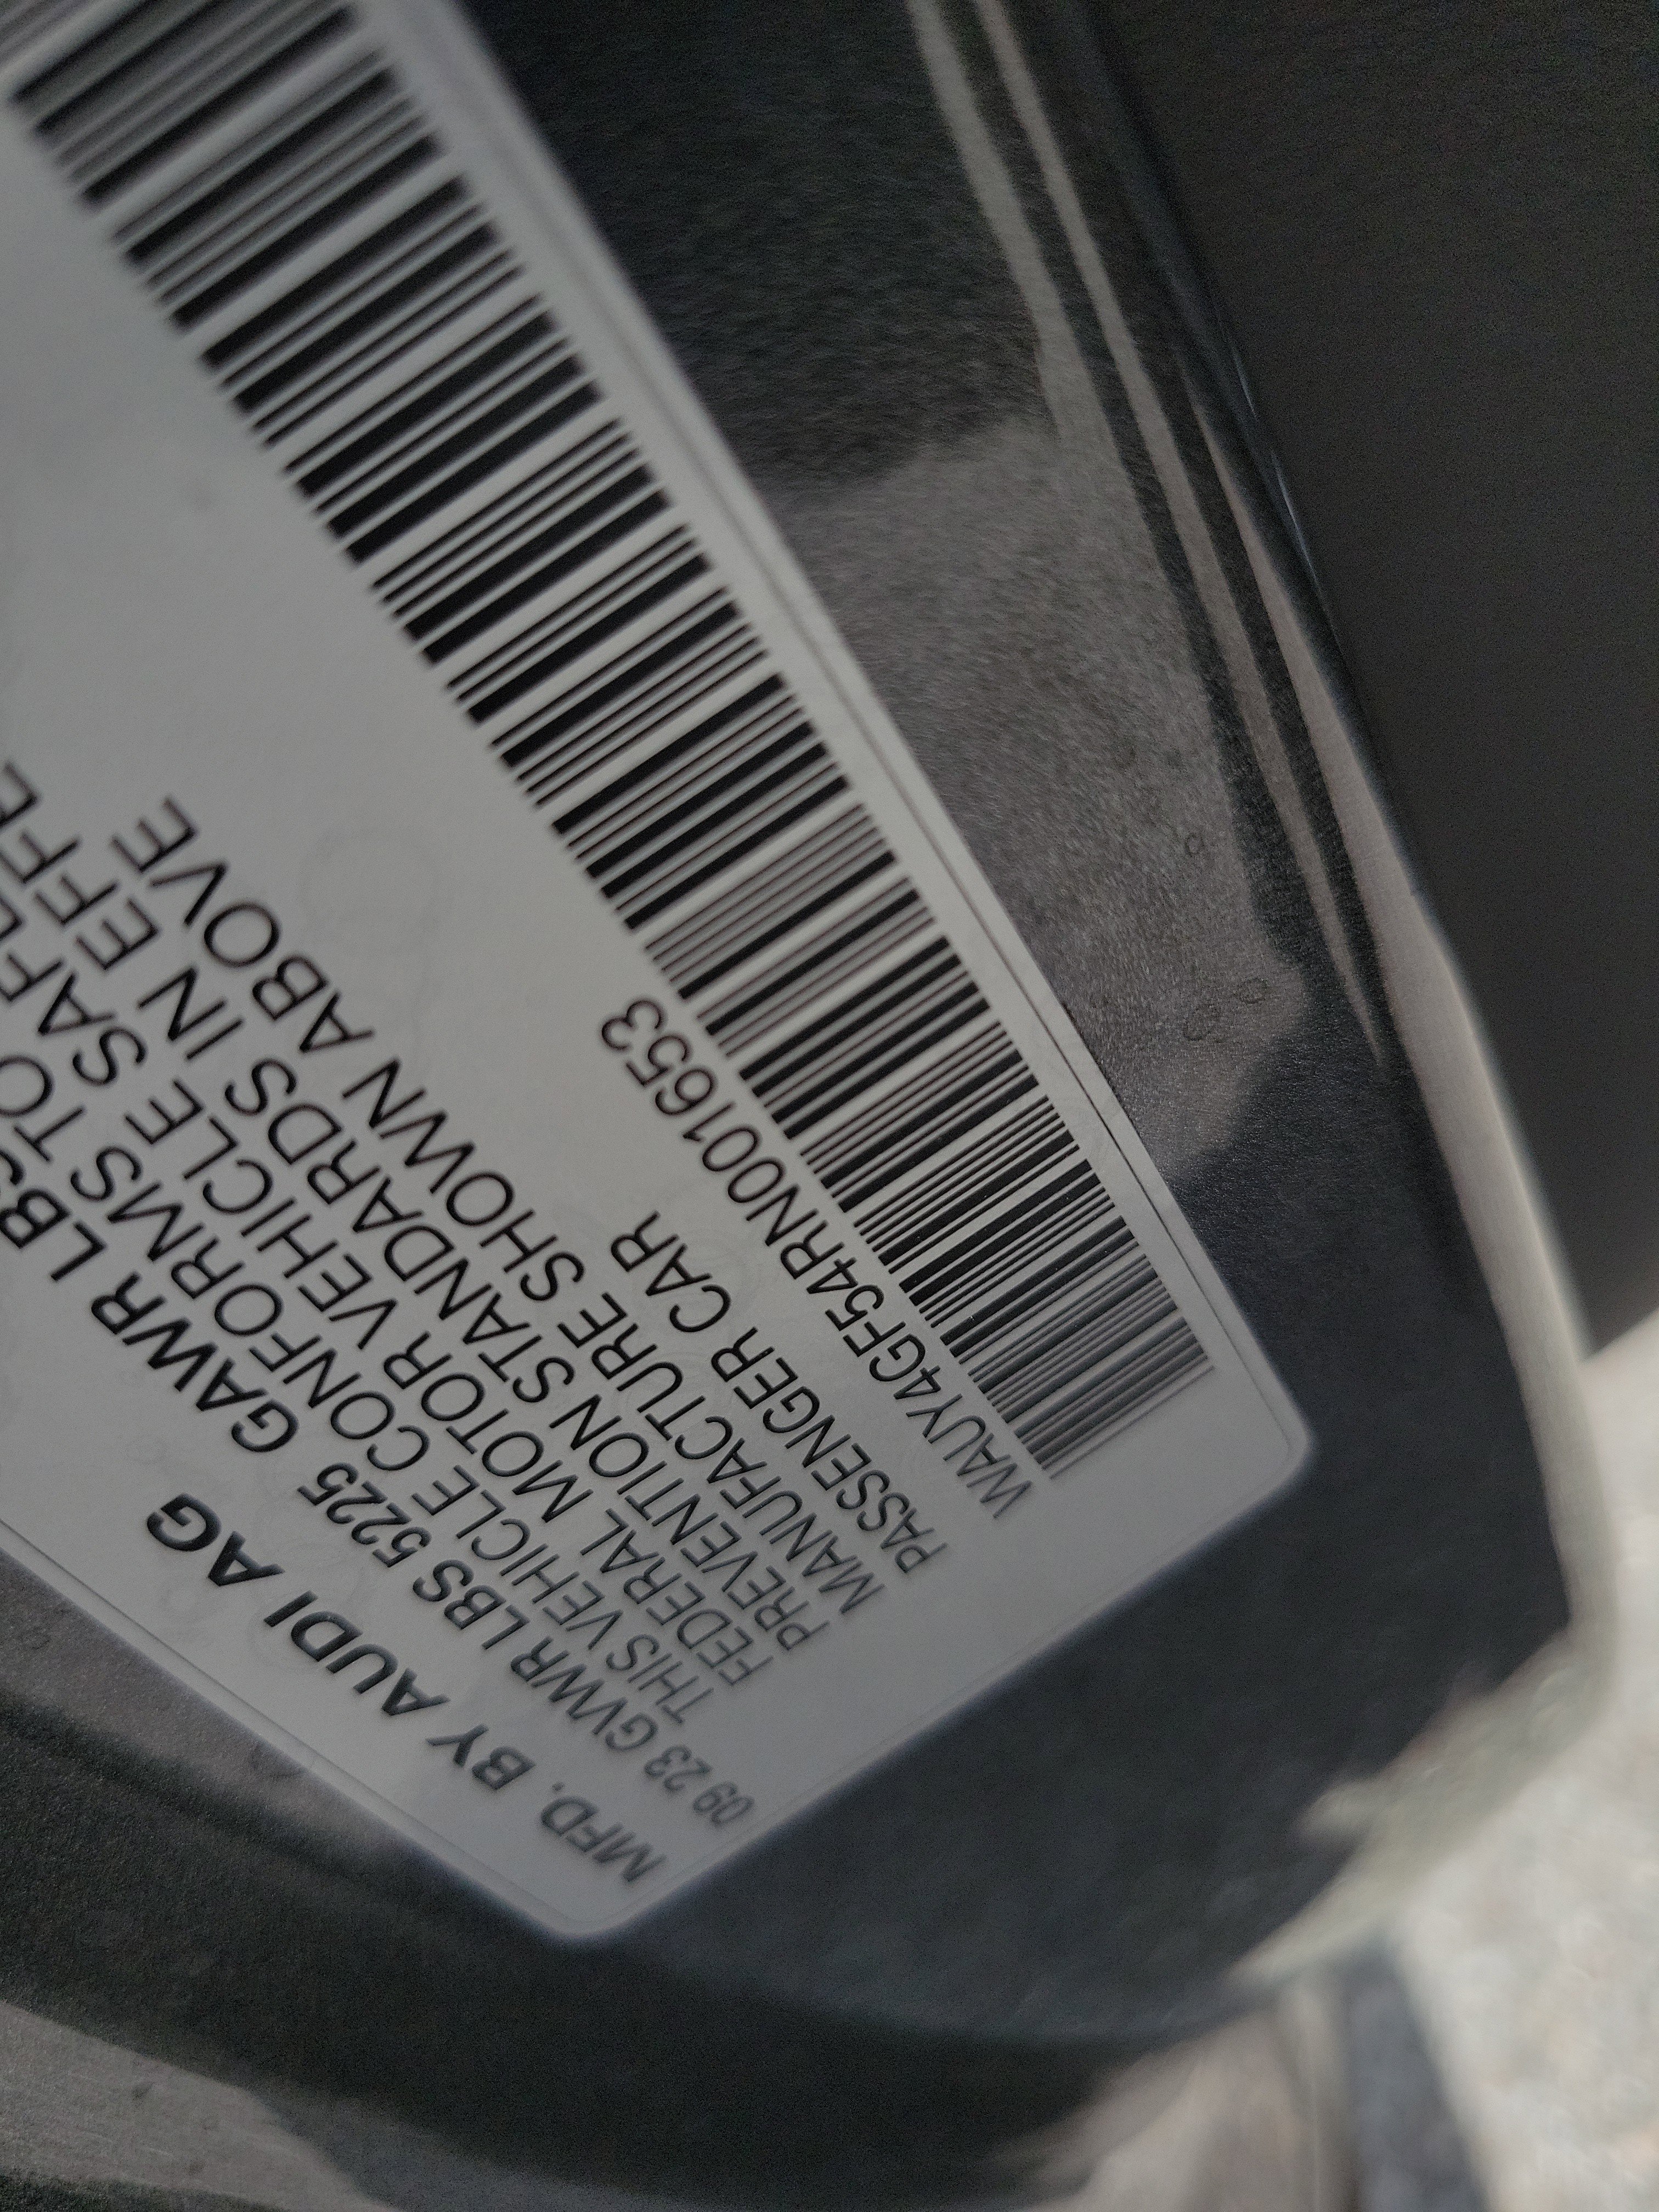 MFD. BY AUDI AG
09 23 GVWR LBS 5225 GAWR LBS
THIS VEHICLE CONFORMS TO
FEDERAL MOTOR VEHICLE SAFE
PREVENTION STANDARDS IN EFFE
MANUFACTURE SHOWN ABOVE
PASSENGER CAR
WAUY4GF54RN001653